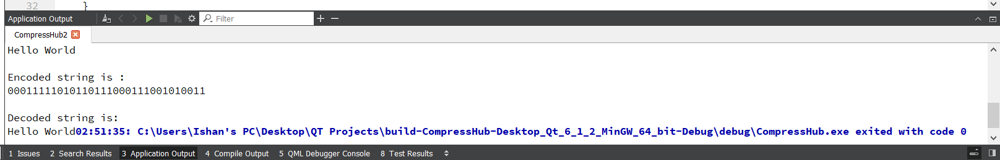 32 }
Application Output Filter
CompressHub2
Hello World
Encoded string is :
00011111010110111000111001010011
Decoded string is:
Hello World02:51:35: C:\Users\Ishan's PC\Desktop\QT Projects\build-CompressHub-Desktop_Qt_6_1_2_MinGW_64_bit-Debug\debug\CompressHub.exe exited with code 0
1 Issues 2 Search Results 3 Application Output 4 Compile Output 5 QML Debugger Console 8 Test Results